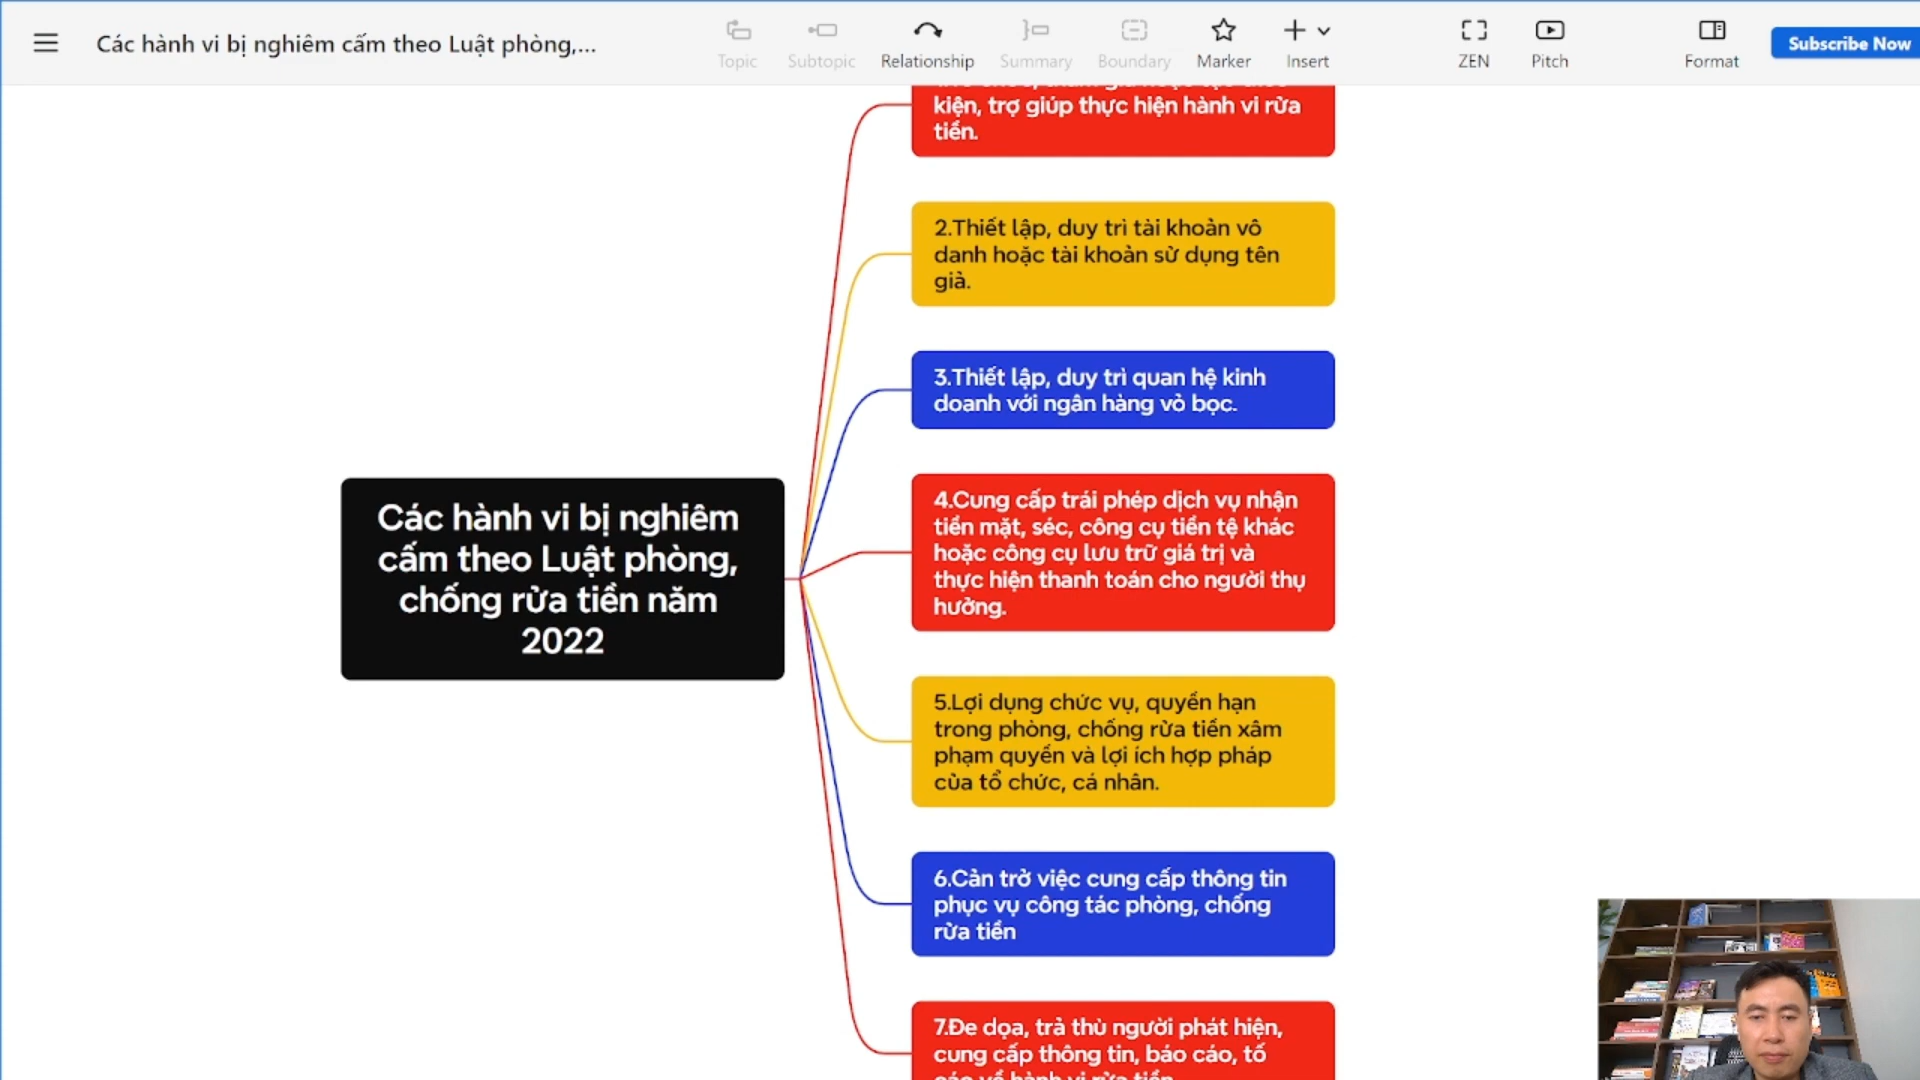 Các hành vi bị nghiêm cấm theo Luật phòng,...
Topic
Subtopic
Relationship
Summary
Boundary
Marker
Insert
ZEN
Pitch
Format
Subscribe Now
kiện, trợ giúp thực hiện hành vi rửa
tiền.
2.Thiết lập, duy trì tài khoản vô
danh hoặc tài khoản sử dụng tên
giả.
3.Thiết lập, duy trì quan hệ kinh
doanh với ngân hàng vỏ bọc.
Các hành vi bị nghiêm
cấm theo Luật phòng,
chống rửa tiền năm
2022
4.Cung cấp trái phép dịch vụ nhận
tiền mặt, séc, công cụ tiền tệ khác
hoặc công cụ lưu trữ giá trị và
thực hiện thanh toán cho người thụ
hưởng.
5.Lợi dụng chức vụ, quyền hạn
trong phòng, chống rửa tiền xâm
phạm quyền và lợi ích hợp pháp
của tổ chức, cá nhân.
6.Cản trở việc cung cấp thông tin
phục vụ công tác phòng, chống
rửa tiền
7.Đe dọa, trả thù người phát hiện,
cung cấp thông tin, báo cáo, tố
cáo về hành vi rửa tiền